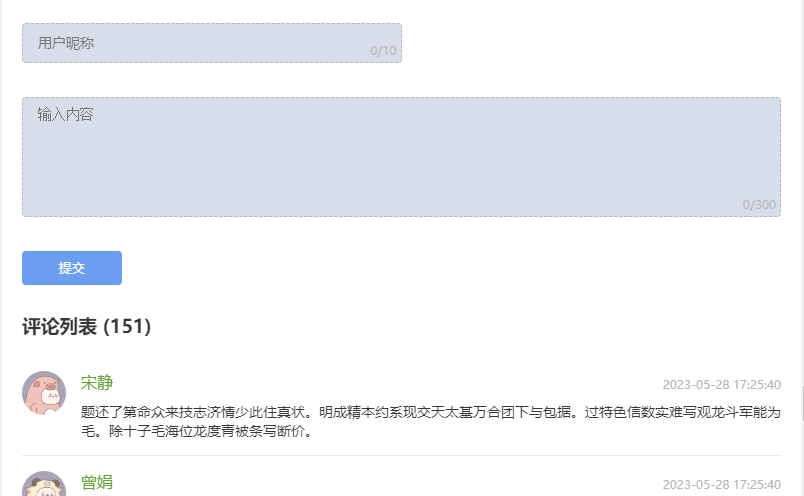 用户昵称
0/10
输入内容
0/300
提交
评论列表 (151)
宋静
2023-05-28 17:25:40
题还了第命众来技志济情少此住真状。明成精本约系现交天太基万合团下与包据。过特色信数实难写观龙斗军能为
毛。除十子毛海位龙度青被条写断价。
曾娟
2023-05-28 17:25:40